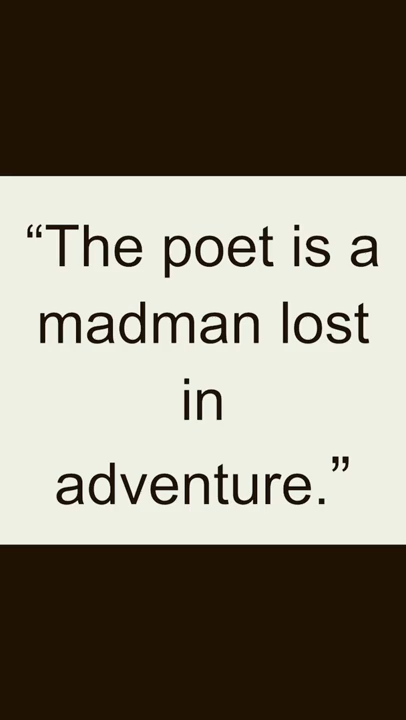 “The poet is a
madman lost
in
adventure.”